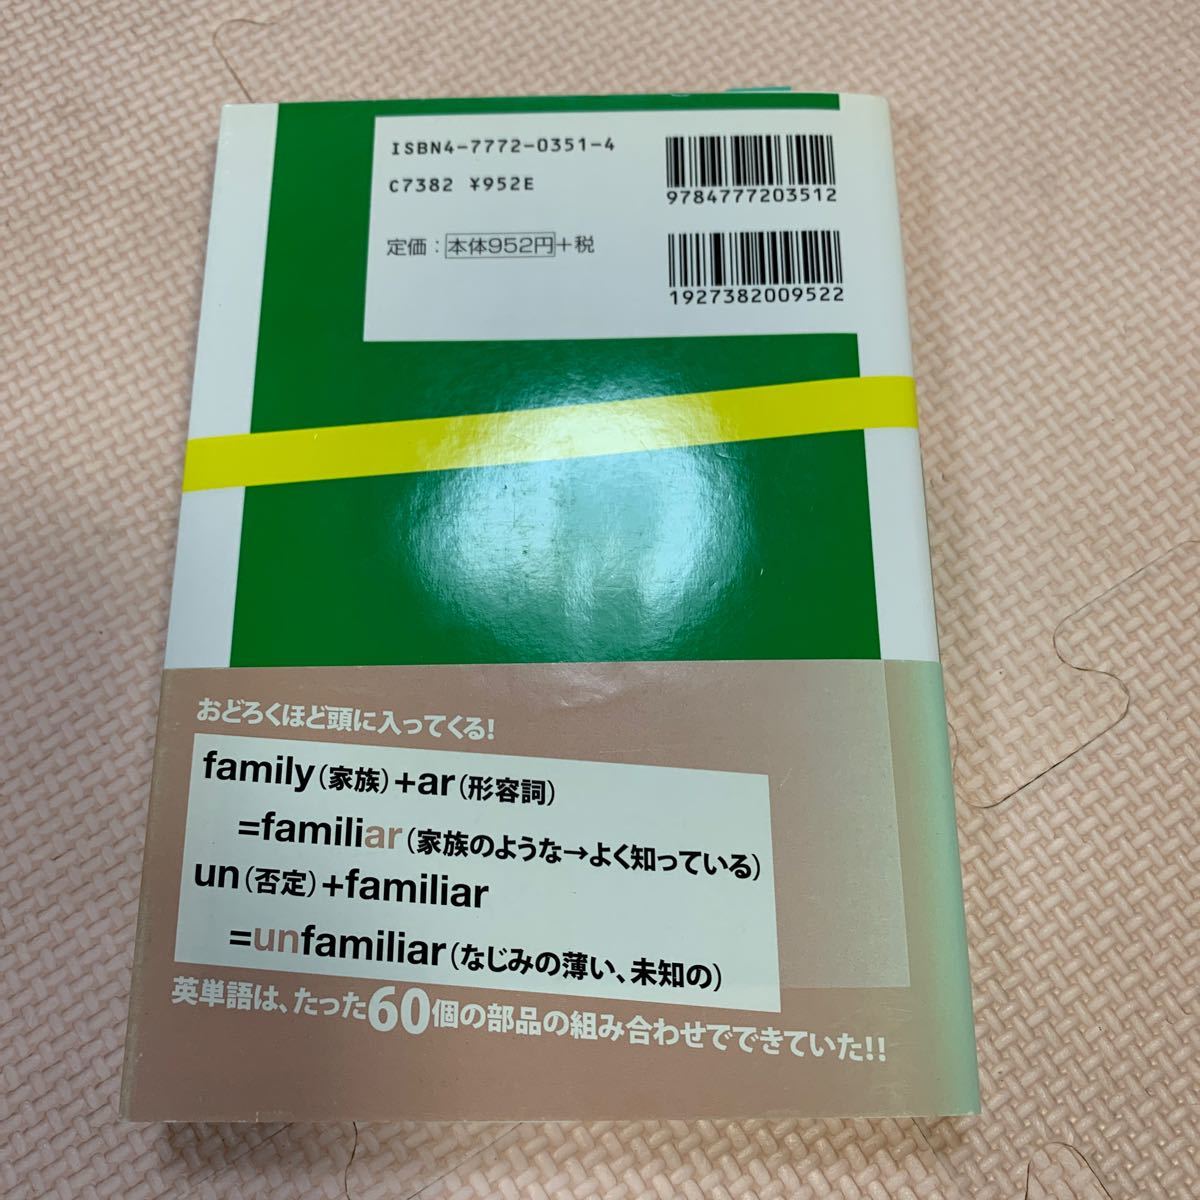 ISBN4-7772-0351-4
C7382 ¥952E
定価：本体952円+税
9784777203512
1927382009522
おどろくほど頭に入ってくる!
family(家族)+ar(形容詞)
=familiar(家族のような→よく知っている)
un(否定)+familiar
=unfamiliar(なじみの薄い、未知の)
英単語は、たった60個の部品の組み合わせでできていた!!